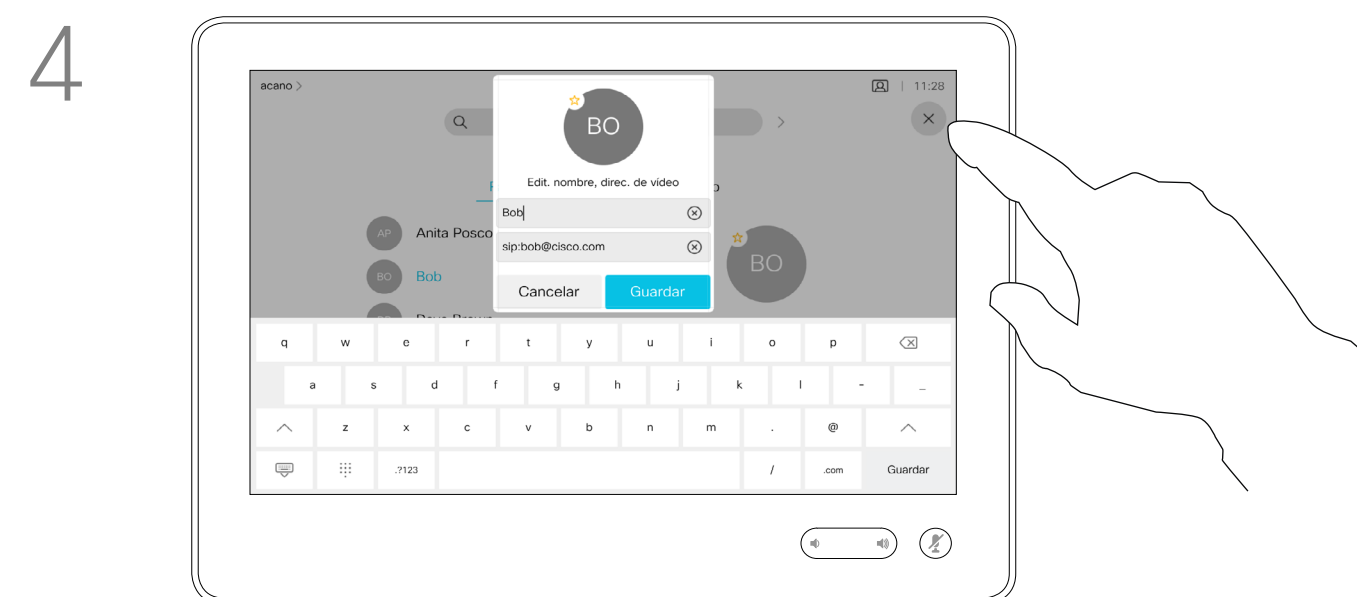 4
acano >
11:28
BO
Edit. nombre, direc. de vídeo
Bob
sip:bob@cisco.com
Cancelar Guardar
AP Anita Posco
BO Bob
BO
q w e r t y u i o p
a s d f g h j k l - _
z x c v b n m . @
.?123 / .com Guardar